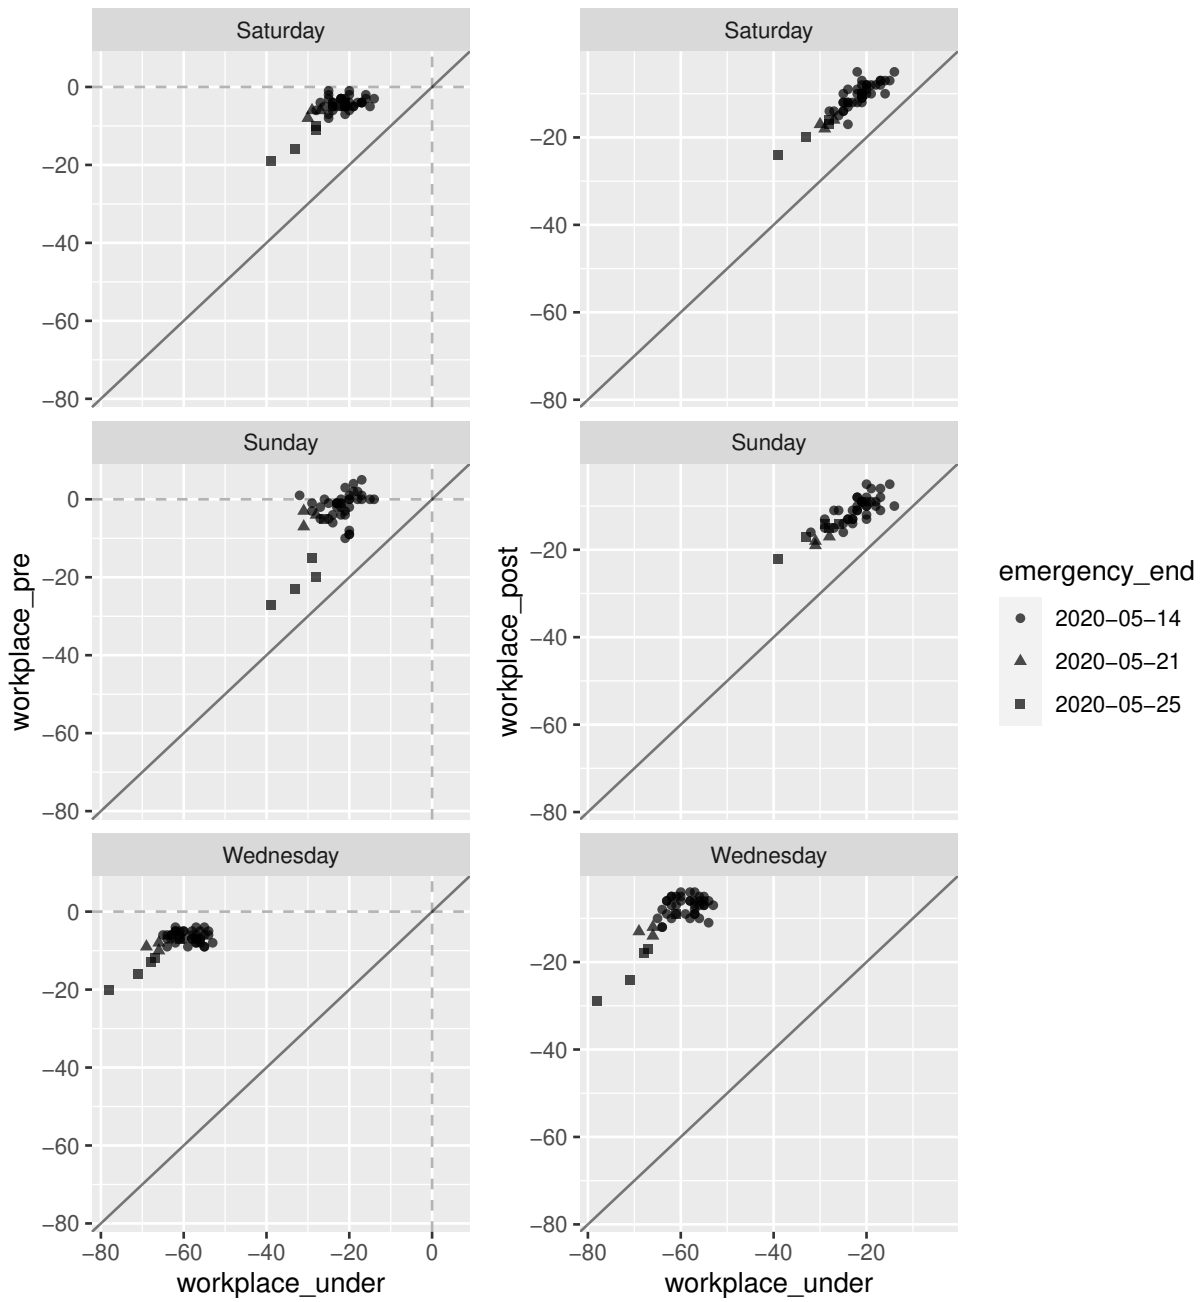 Saturday
0
−20
−40
−60
−80
Sunday
0
−20
−40
−60
−80
Wednesday
0
−20
−40
−60
−80
−80 −60 −40 −20 0
workplace_under
workplace_pre
Saturday
−20
−40
−60
−80
Sunday
−20
−40
−60
−80
Wednesday
−20
−40
−60
−80
−80 −60 −40 −20
workplace_under
workplace_post
emergency_end
2020−05−14
2020−05−21
2020−05−25